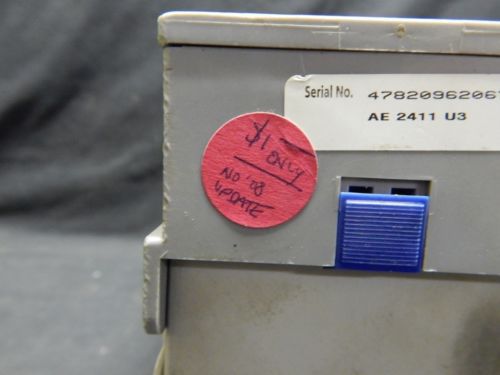 Serial No. 4782096206
AE 2411 U3
$1 ONLY
NO '08
UPDATE